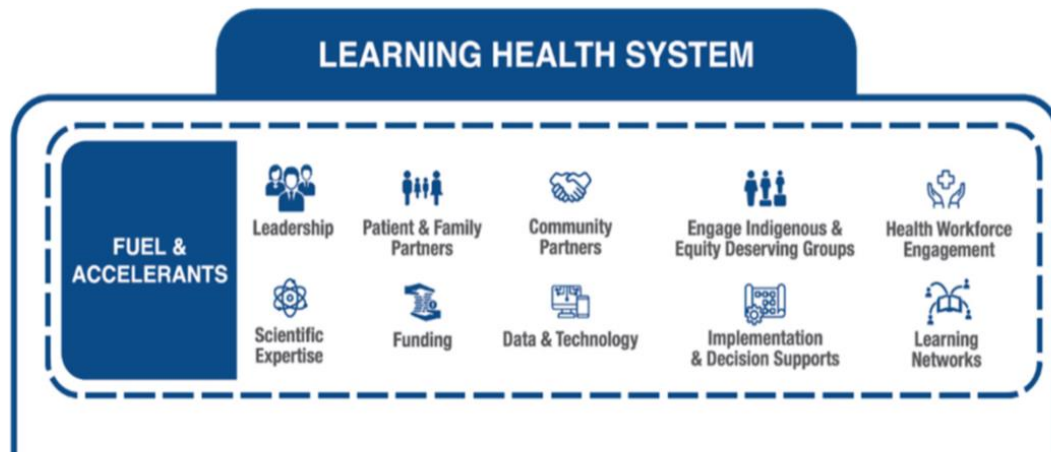 LEARNING HEALTH SYSTEM
FUEL &
ACCELERANTS
Leadership
Patient & Family
Partners
Community
Partners
Engage Indigenous &
Equity Deserving Groups
Health Workforce
Engagement
Scientific
Expertise
Funding
Data & Technology
Implementation
& Decision Supports
Learning
Networks